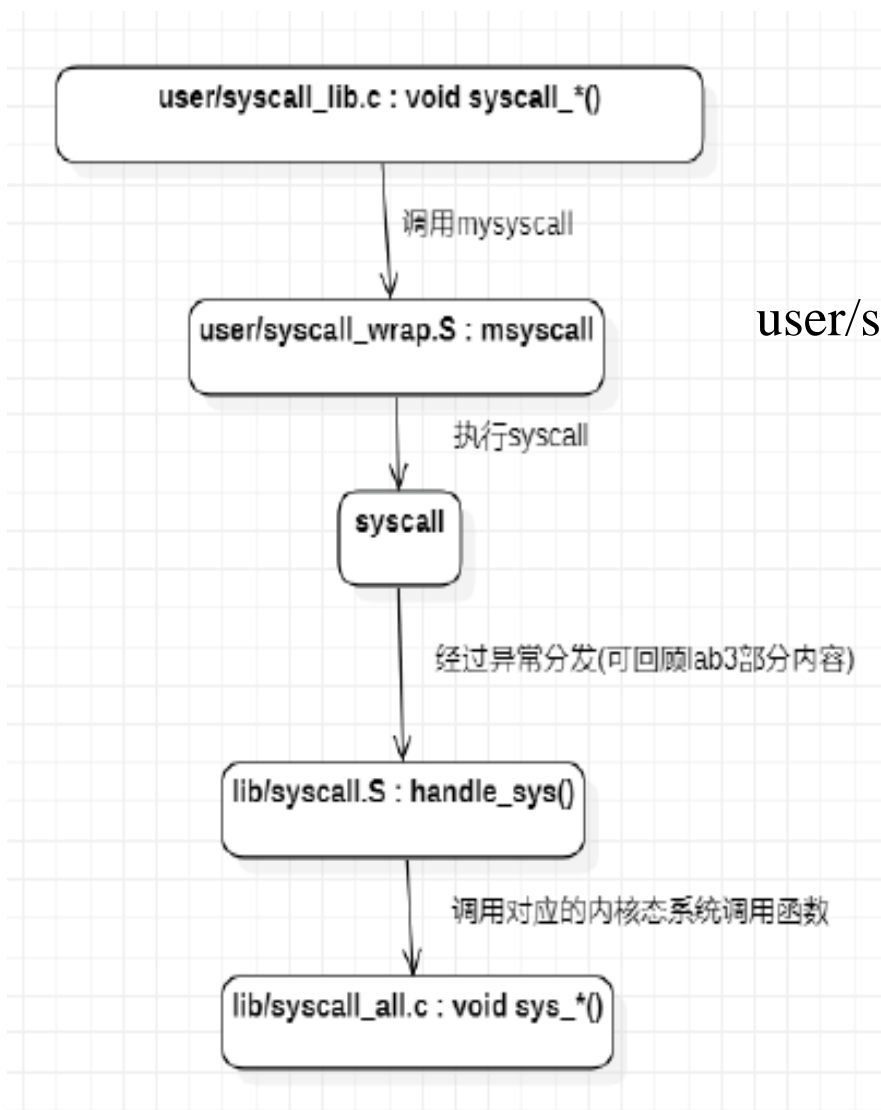 user/syscall_lib.c : void syscall_*()
调用mysyscall
user/syscall_wrap.S : msyscall
user/s
执行syscall
syscall
经过异常分发(可回顾lab3部分内容)
lib/syscall.S : handle_sys()
调用对应的内核态系统调用函数
lib/syscall_all.c : void sys_*()